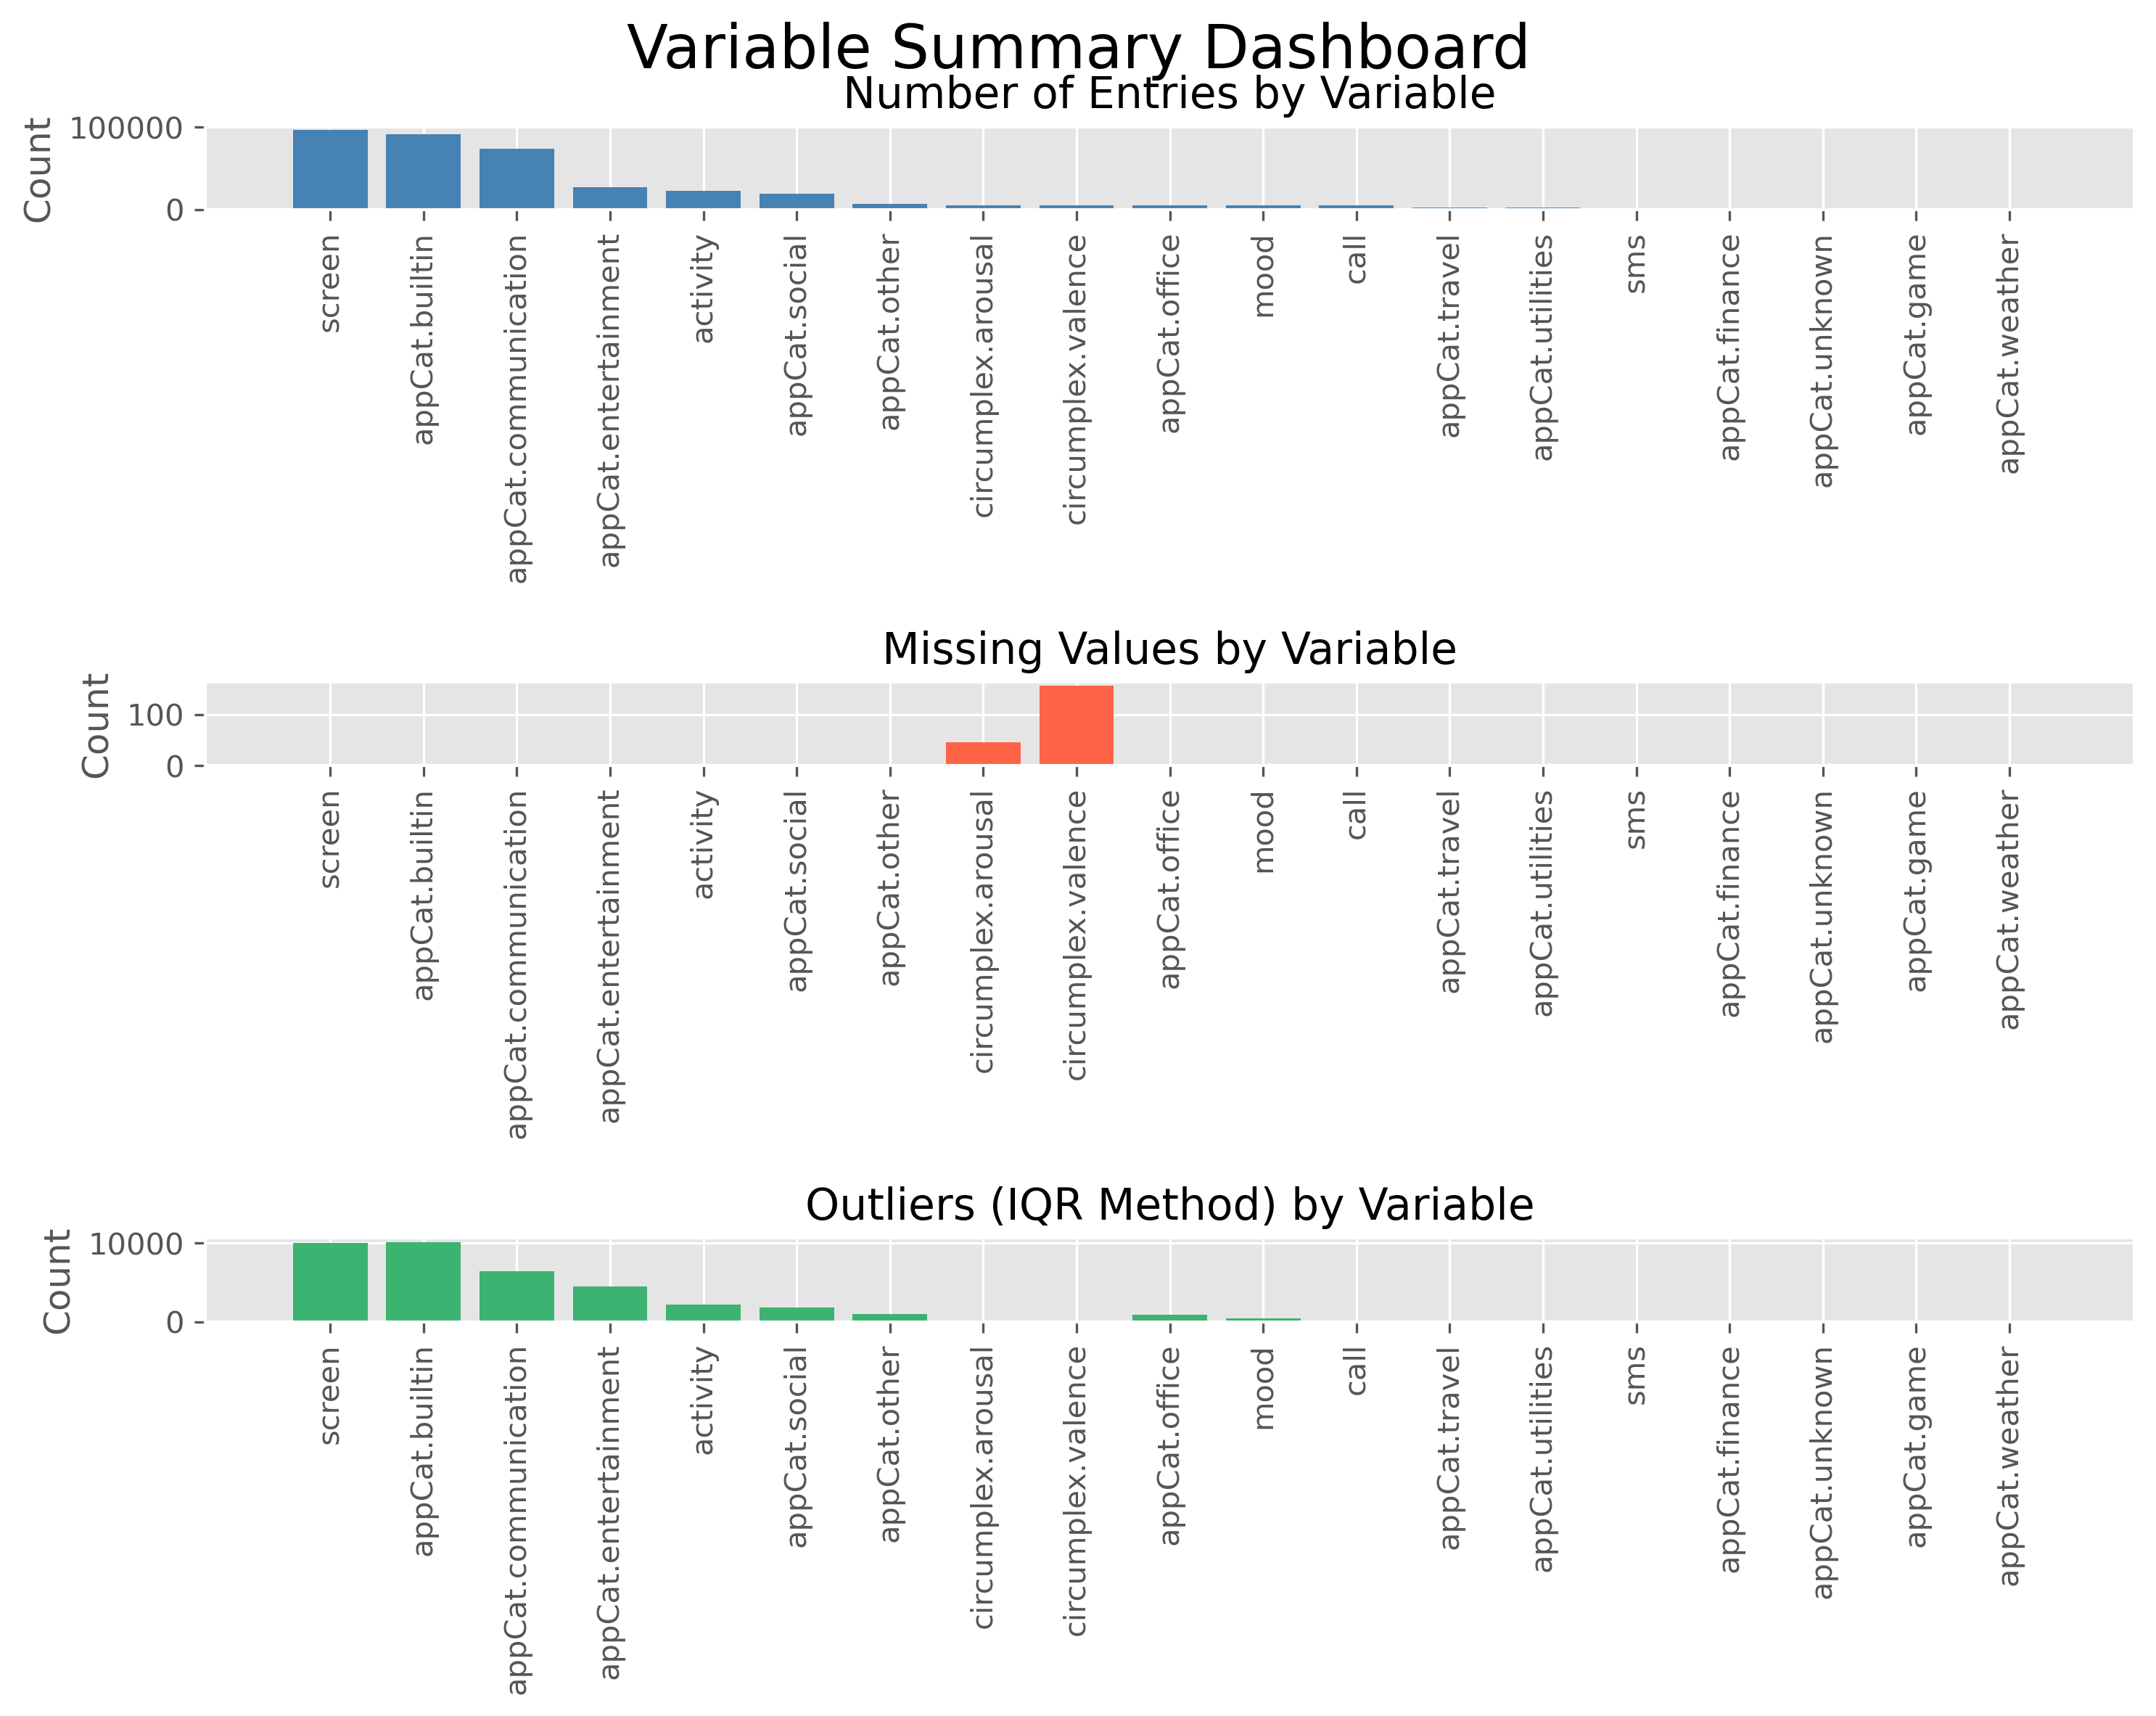 Variable Summary Dashboard
Number of Entries by Variable
Count
100000
0
screen
appCat.builtin
appCat.communication
appCat.entertainment
activity
appCat.social
appCat.other
circumplex.arousal
circumplex.valence
appCat.office
mood
call
appCat.travel
appCat.utilities
sms
appCat.finance
appCat.unknown
appCat.game
appCat.weather
Missing Values by Variable
Count
100
0
screen
appCat.builtin
appCat.communication
appCat.entertainment
activity
appCat.social
appCat.other
circumplex.arousal
circumplex.valence
appCat.office
mood
call
appCat.travel
appCat.utilities
sms
appCat.finance
appCat.unknown
appCat.game
appCat.weather
Outliers (IQR Method) by Variable
Count
10000
0
screen
appCat.builtin
appCat.communication
appCat.entertainment
activity
appCat.social
appCat.other
circumplex.arousal
circumplex.valence
appCat.office
mood
call
appCat.travel
appCat.utilities
sms
appCat.finance
appCat.unknown
appCat.game
appCat.weather